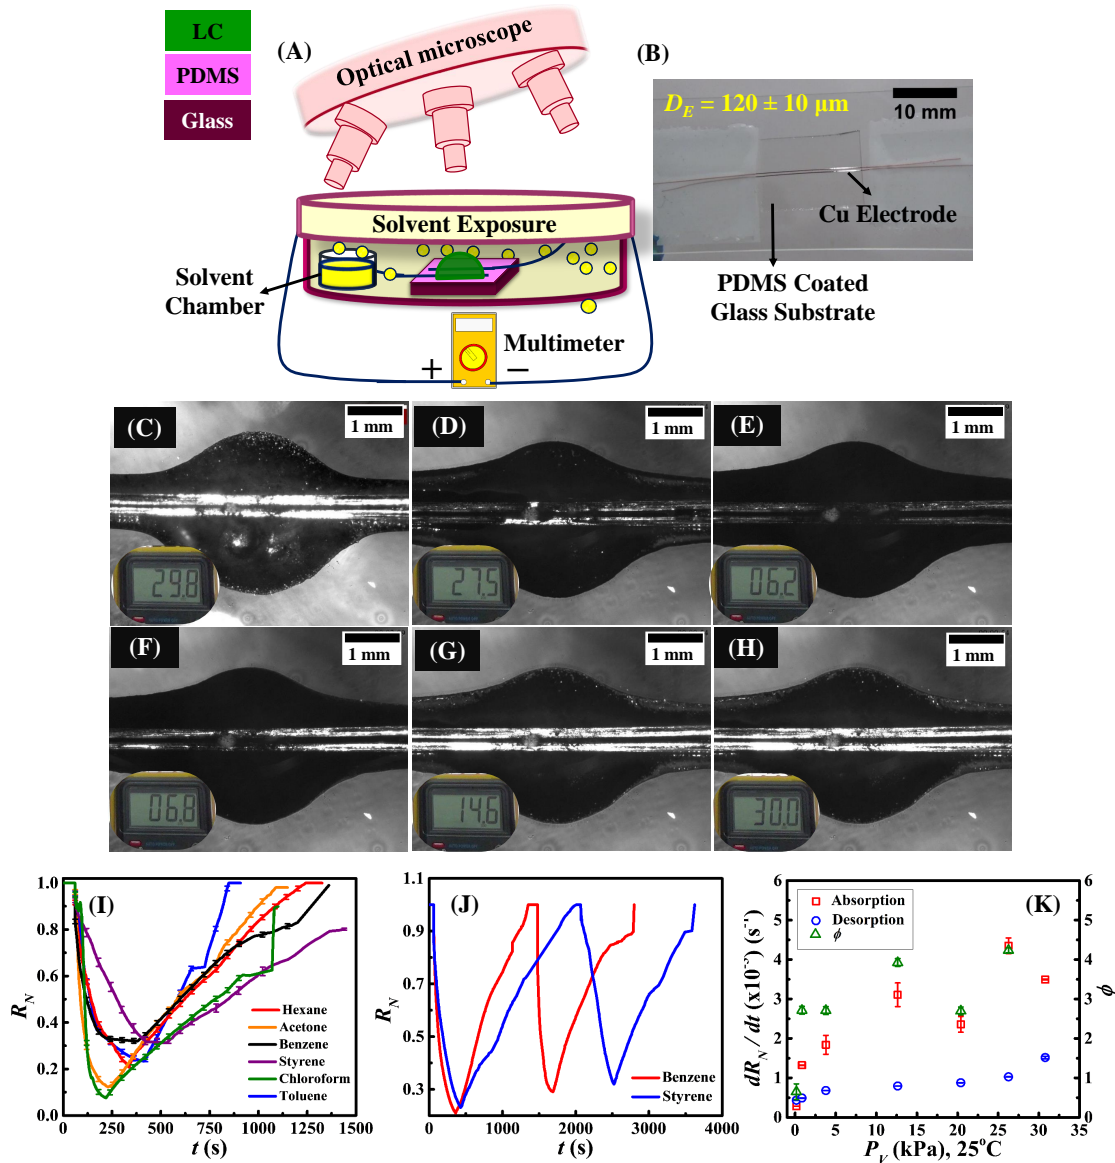 LC
PDMS
Glass
(A)
Optical microscope
Solvent Exposure
Solvent
Chamber
Multimeter
+
−
(B)
D_E = 120 ± 10 μm
10 mm
Cu Electrode
PDMS Coated
Glass Substrate
(C)
1 mm
29.8
(D)
1 mm
27.5
(E)
1 mm
06.2
(F)
1 mm
06.8
(G)
1 mm
14.6
(H)
1 mm
30.0
(I)
R_N
1.0
0.8
0.6
0.4
0.2
0.0
Hexane
Acetone
Benzene
Styrene
Chloroform
Toluene
0 250 500 750 1000 1250 1500
t (s)
(J)
R_N
1.1
0.9
0.7
0.5
0.3
Benzene
Styrene
0 1000 2000 3000 4000
t (s)
(K)
Absorption
Desorption
ϕ
6
5
4
3
2
1
0
6
5
4
3
2
1
0
ϕ
0 5 10 15 20 25 30 35
P_V (kPa), 25°C